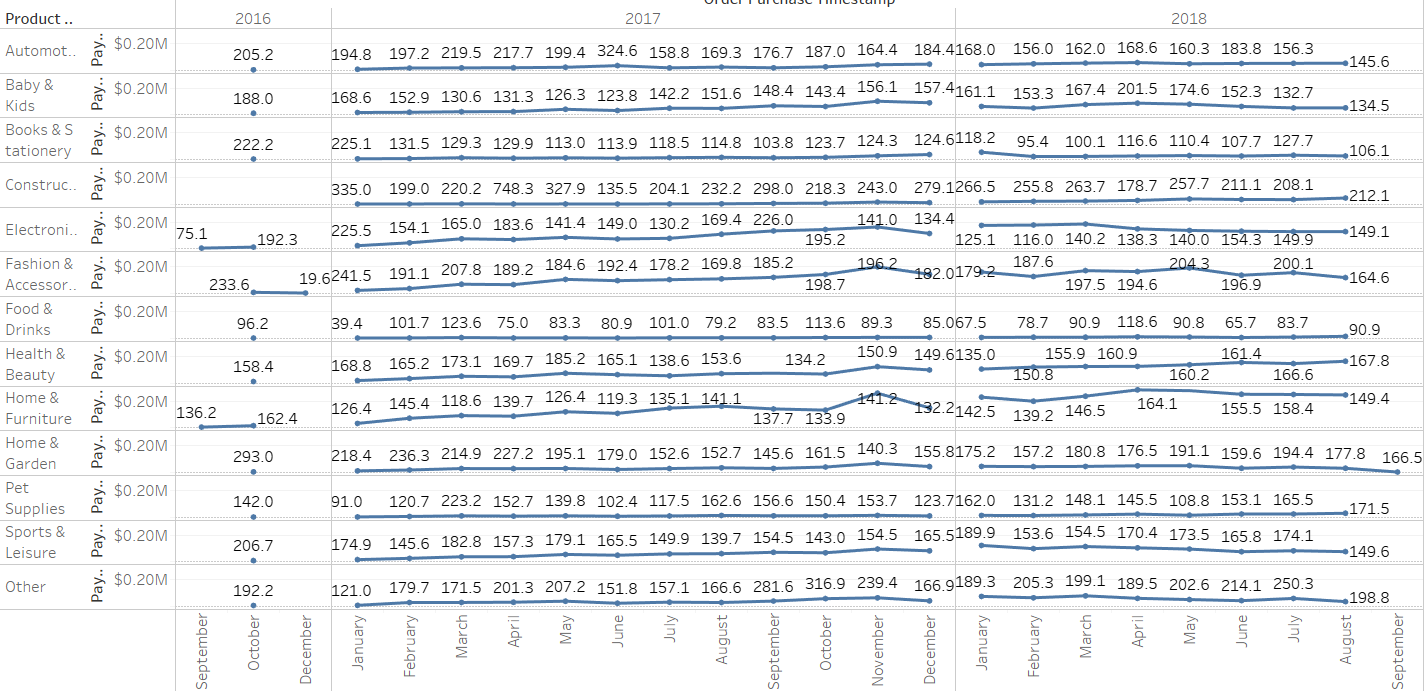 Order Purchase Timestamp
Product .. 2016 2017 2018
Automot.. Pay.. $0.20M 205.2 194.8 197.2 219.5 217.7 199.4 324.6 158.8 169.3 176.7 187.0 164.4 184.4 168.0 156.0 162.0 168.6 160.3 183.8 156.3 145.6
Baby & Kids Pay.. $0.20M 188.0 168.6 152.9 130.6 131.3 126.3 123.8 142.2 151.6 148.4 143.4 156.1 157.4 161.1 153.3 167.4 201.5 174.6 152.3 132.7 134.5
Books & S tationery Pay.. $0.20M 222.2 225.1 131.5 129.3 129.9 113.0 113.9 118.5 114.8 103.8 123.7 124.3 124.6 118.2 95.4 100.1 116.6 110.4 107.7 127.7 106.1
Construc.. Pay.. $0.20M 335.0 199.0 220.2 748.3 327.9 135.5 204.1 232.2 298.0 218.3 243.0 279.1 266.5 255.8 263.7 178.7 257.7 211.1 208.1 212.1
Electroni.. Pay.. $0.20M 75.1 192.3 225.5 154.1 165.0 183.6 141.4 149.0 130.2 169.4 226.0 195.2 141.0 134.4 125.1 116.0 140.2 138.3 140.0 154.3 149.9 149.1
Fashion & Accessor.. Pay.. $0.20M 233.6 19.6 241.5 191.1 207.8 189.2 184.6 192.4 178.2 169.8 185.2 198.7 196.2 182.0 179.2 187.6 197.5 194.6 204.3 196.9 200.1 164.6
Food & Drinks Pay.. $0.20M 96.2 39.4 101.7 123.6 75.0 83.3 80.9 101.0 79.2 83.5 113.6 89.3 85.0 67.5 78.7 90.9 118.6 90.8 65.7 83.7 90.9
Health & Beauty Pay.. $0.20M 158.4 168.8 165.2 173.1 169.7 185.2 165.1 138.6 153.6 134.2 150.9 149.6 135.0 150.8 155.9 160.9 160.2 161.4 166.6 167.8
Home & Furniture Pay.. $0.20M 136.2 162.4 126.4 145.4 118.6 139.7 126.4 119.3 135.1 141.1 137.7 133.9 141.2 132.2 142.5 139.2 146.5 164.1 155.5 158.4 149.4
Home & Garden Pay.. $0.20M 293.0 218.4 236.3 214.9 227.2 195.1 179.0 152.6 152.7 145.6 161.5 140.3 155.8 175.2 157.2 180.8 176.5 191.1 159.6 194.4 177.8 166.5
Pet Supplies Pay.. $0.20M 142.0 91.0 120.7 223.2 152.7 139.8 102.4 117.5 162.6 156.6 150.4 153.7 123.7 162.0 131.2 148.1 145.5 108.8 153.1 165.5 171.5
Sports & Leisure Pay.. $0.20M 206.7 174.9 145.6 182.8 157.3 179.1 165.5 149.9 139.7 154.5 143.0 154.5 165.5 189.9 153.6 154.5 170.4 173.5 165.8 174.1 149.6
Other Pay.. $0.20M 192.2 121.0 179.7 171.5 201.3 207.2 151.8 157.1 166.6 281.6 316.9 239.4 166.9 189.3 205.3 199.1 189.5 202.6 214.1 250.3 198.8
September October December January February March April May June July August September October November December January February March April May June July August September